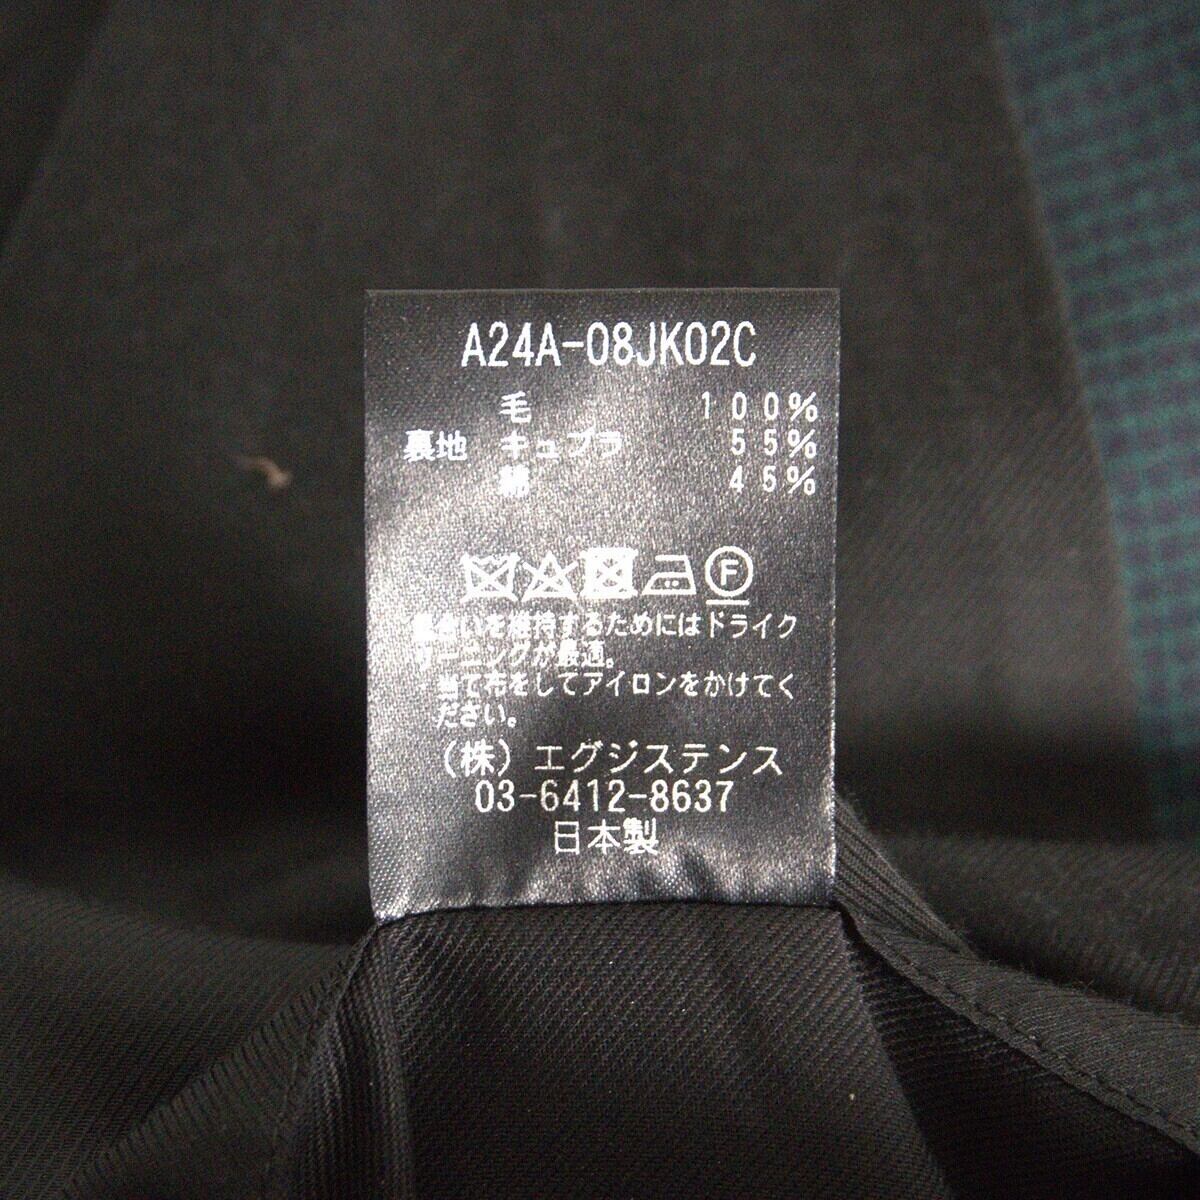 A24A-08JK02C
毛 100%
裏地 キュプラ 55%
綿 45%
F
風合いを維持するためにはドライク
リーニングが最適。
当て布をしてアイロンをかけてく
ださい。
(株) エグジステンス
03-6412-8637
日本製